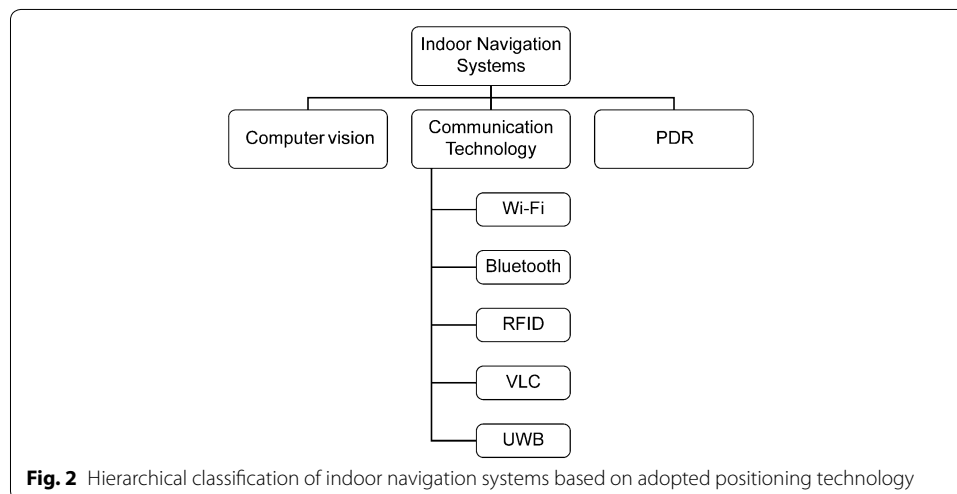 Indoor Navigation
Systems
Computer vision
Communication
Technology
PDR
Wi-Fi
Bluetooth
RFID
VLC
UWB
Fig. 2 Hierarchical classification of indoor navigation systems based on adopted positioning technology